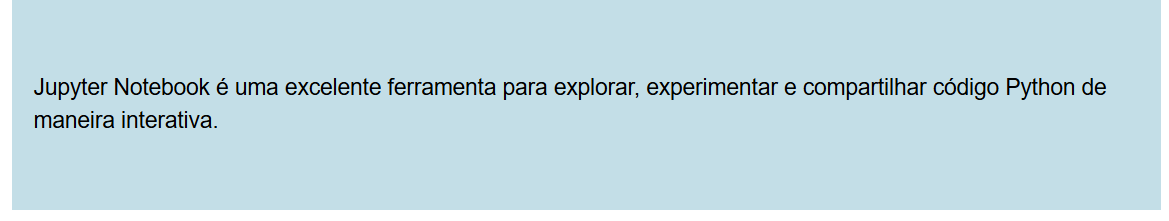 Jupyter Notebook é uma excelente ferramenta para explorar, experimentar e compartilhar código Python de
maneira interativa.